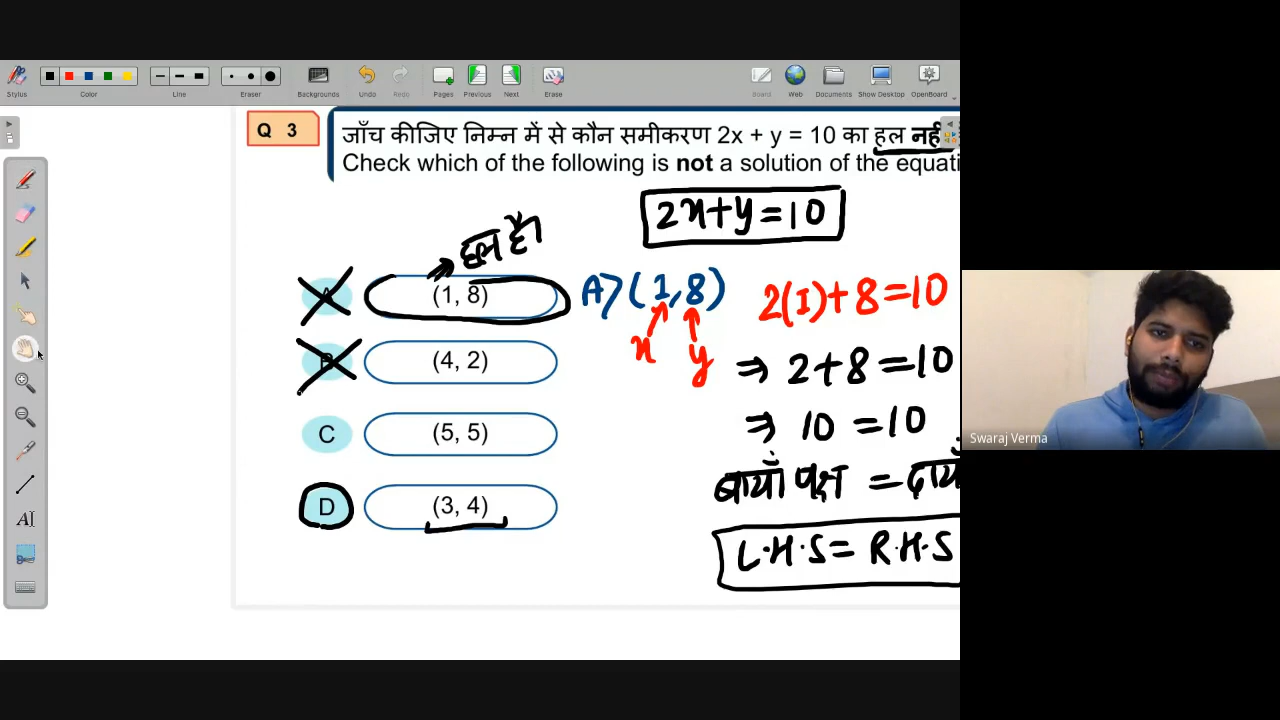 Stylus Color Line Eraser Backgrounds Undo Redo Pages Previous Next Erase Board Web Documents Show Desktop OpenBoard
Q 3
जाँच कीजिए निम्न में से कौन समीकरण 2x + y = 10 का हल नहीं
Check which of the following is not a solution of the equati
2x+y=10
हल है।
A (1, 8)
A> (1,8)
2(1)+8=10
x y
B (4, 2)
⇒ 2+8=10
C (5, 5)
⇒ 10 = 10
बायाँ पक्ष = दायाँ
D (3, 4)
L.H.S = R.H.S
Swaraj Verma